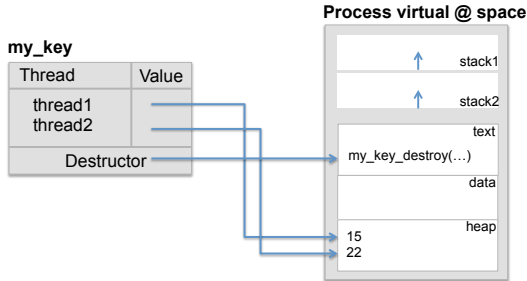 Process virtual @ space
my_key
Thread Value
thread1
thread2
Destructor
stack1
stack2
text
my_key_destroy(…)
data
heap
15
22